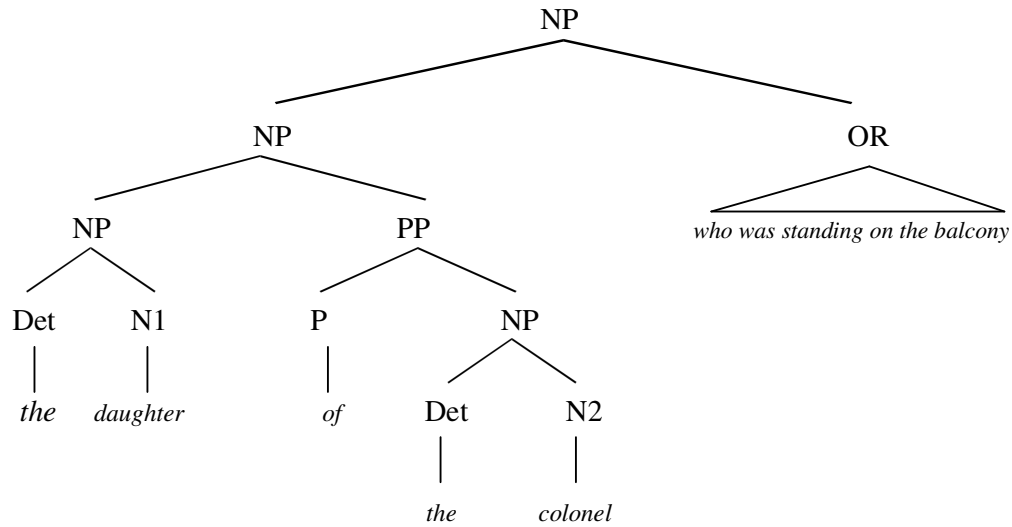 NP
NP OR
NP PP who was standing on the balcony
Det N1 P NP
the daughter of Det N2
the colonel